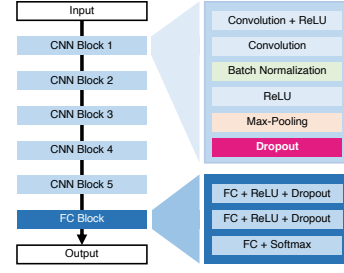 Input
CNN Block 1
CNN Block 2
CNN Block 3
CNN Block 4
CNN Block 5
FC Block
Output
Convolution + ReLU
Convolution
Batch Normalization
ReLU
Max-Pooling
Dropout
FC + ReLU + Dropout
FC + ReLU + Dropout
FC + Softmax